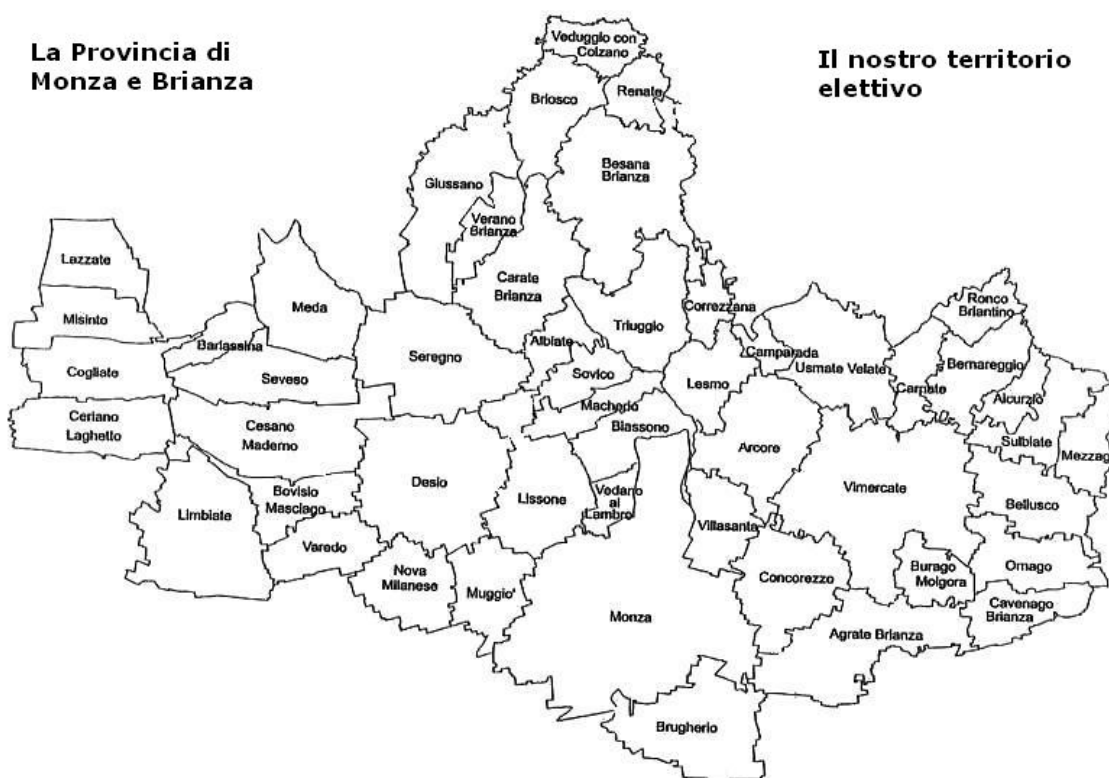 La Provincia di
Monza e Brianza
Il nostro territorio
elettivo
Veduggio con
Colzano
Briosco
Renate
Besana
Brianza
Giussano
Verano
Brianza
Lazzate
Carate
Brianza
Correzzana
Ronco
Briantino
Meda
Misinto
Triuggio
Albiate
Barlassina
Seregno
Camparada
Usmate Velate
Bernareggio
Cogliate
Seveso
Sovico
Lesmo
Carnate
Aicurzio
Macherio
Ceriano
Laghetto
Cesano
Maderno
Biassono
Arcore
Sulbiate
Mezzag
Desio
Lissone
Vedano
al
Lambro
Vimercate
Bellusco
Bovisio
Masciago
Limbiate
Villasanta
Varedo
Nova
Milanese
Muggio'
Concorezzo
Burago
Molgora
Ornago
Cavenago
Brianza
Monza
Agrate Brianza
Brugherio